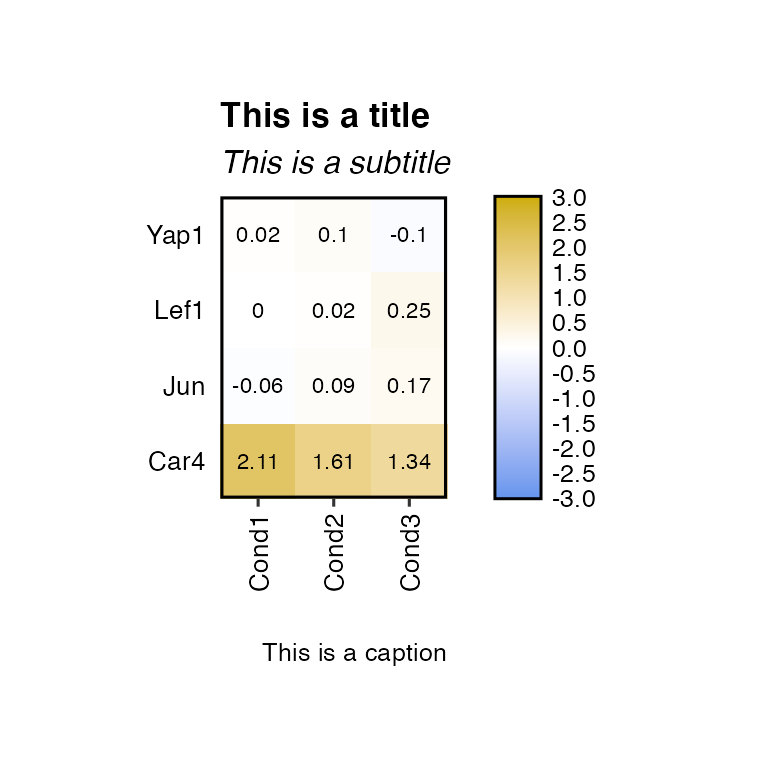 This is a title
This is a subtitle
Yap1 0.02 0.1 -0.1
Lef1 0 0.02 0.25
Jun -0.06 0.09 0.17
Car4 2.11 1.61 1.34
Cond1 Cond2 Cond3
3.0
2.5
2.0
1.5
1.0
0.5
0.0
-0.5
-1.0
-1.5
-2.0
-2.5
-3.0
This is a caption